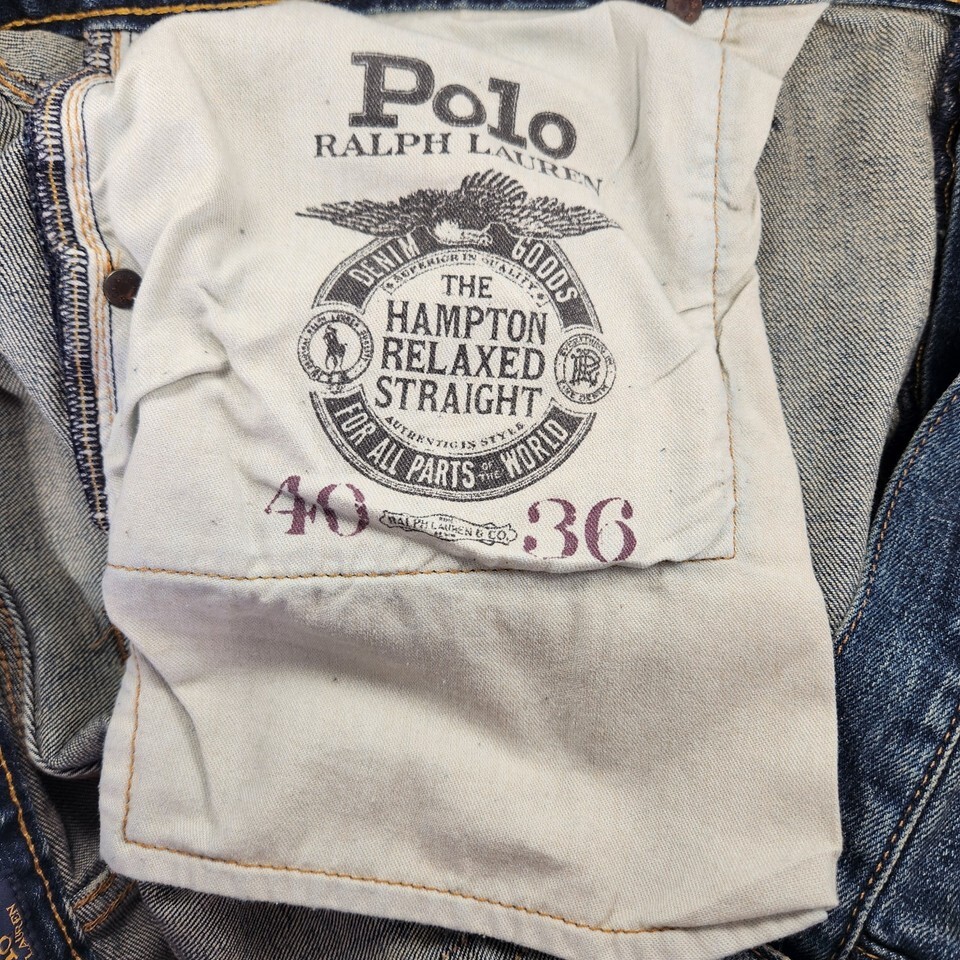 Polo
RALPH LAUREN
DENIM GOODS
SUPERIOR IN QUALITY
THE
HAMPTON
RELAXED
STRAIGHT
AUTHENTIC IN STYLE
FOR ALL PARTS OF THE WORLD
40 36
RALPH LAUREN & CO.
LAUREN